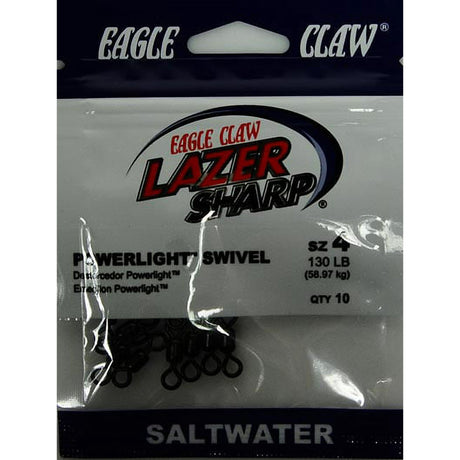 EAGLE CLAW®
EAGLE CLAW
LAZER
SHARP®
POWERLIGHT™ SWIVEL
Destorcedor Powerlight™
Emerillon Powerlight™
SZ 4
130 LB
(58.97 kg)
QTY 10
SALTWATER